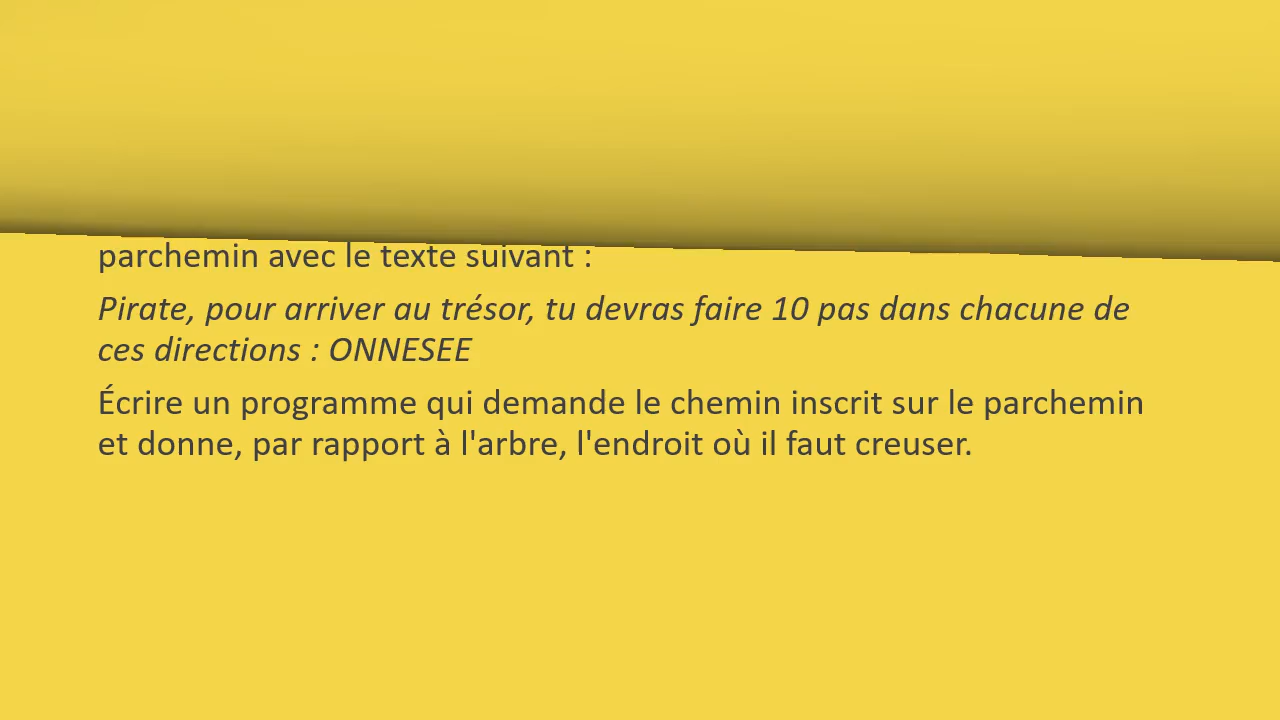 parchemin avec le texte suivant :
Pirate, pour arriver au trésor, tu devras faire 10 pas dans chacune de
ces directions : ONNESEE
Écrire un programme qui demande le chemin inscrit sur le parchemin
et donne, par rapport à l'arbre, l'endroit où il faut creuser.